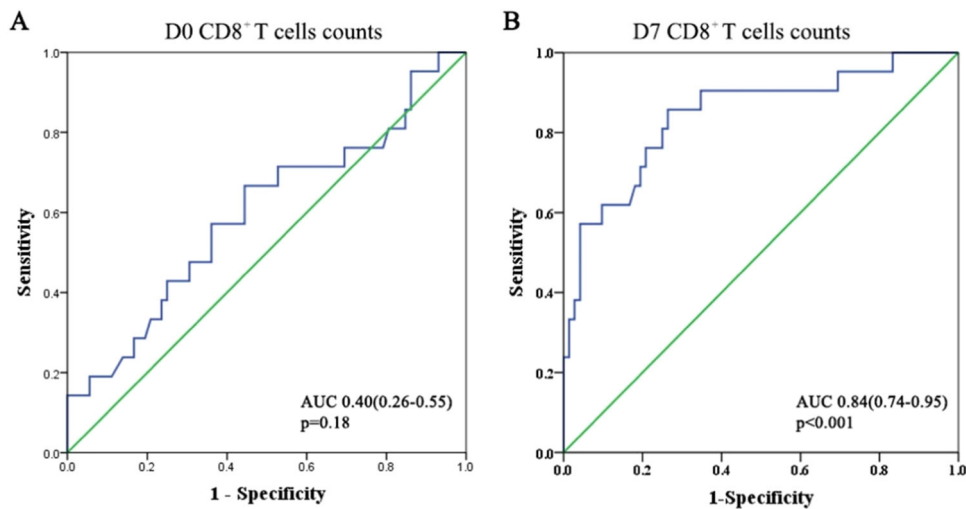 A
D0 CD8⁺ T cells counts
1.0
0.8
0.6
0.4
0.2
0.0
Sensitivity
0.0 0.2 0.4 0.6 0.8 1.0
1 - Specificity
AUC 0.40(0.26-0.55)
p=0.18
B
D7 CD8⁺ T cells counts
1.0
0.8
0.6
0.4
0.2
0.0
Sensitivity
0.0 0.2 0.4 0.6 0.8 1.0
1-Specificity
AUC 0.84(0.74-0.95)
p<0.001